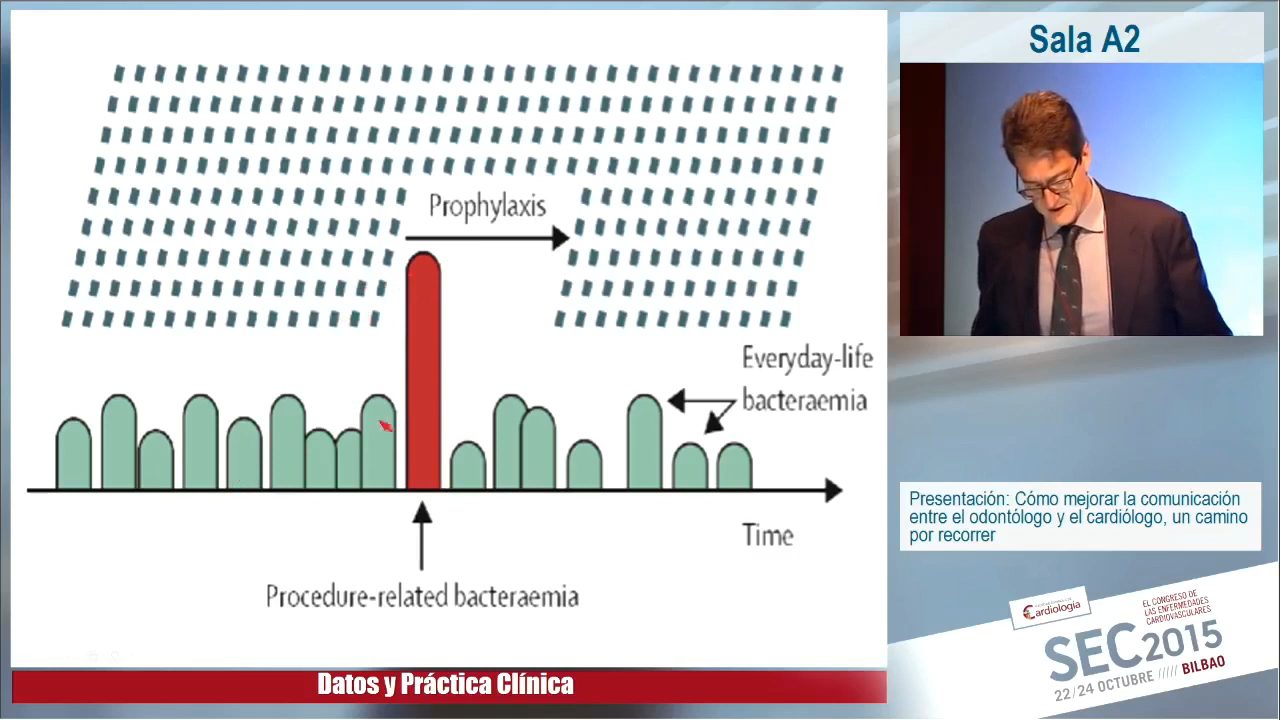 Prophylaxis
Everyday-life
bacteraemia
Time
Procedure-related bacteraemia
Datos y Práctica Clínica
Sala A2
Presentación: Cómo mejorar la comunicación
entre el odontólogo y el cardiólogo, un camino
por recorrer
Cardiología
EL CONGRESO DE
LAS ENFERMEDADES
CARDIOVASCULARES
SEC2015
22/24 OCTUBRE ///// BILBAO